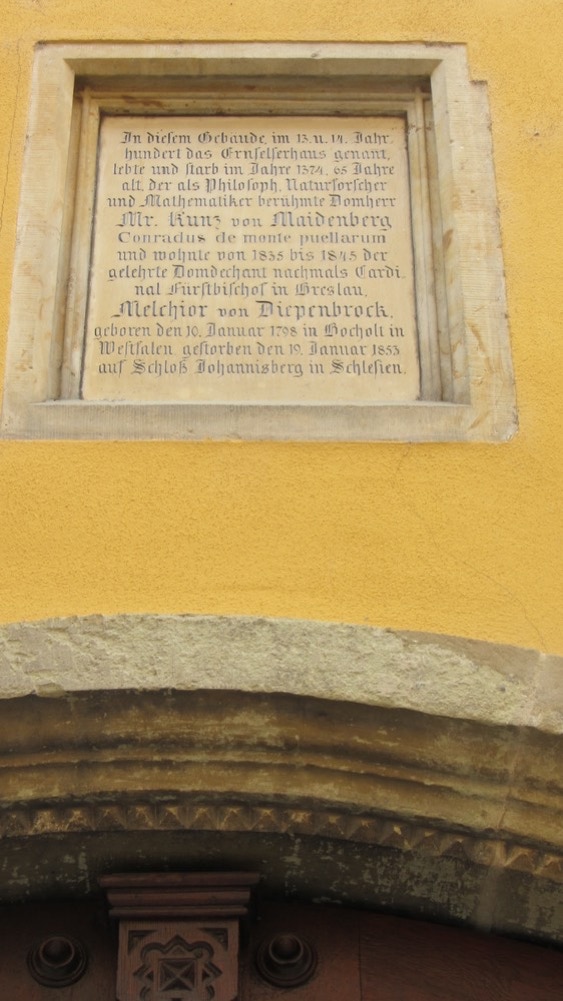 In diesem Gebäude, im 13. u. 14. Jahr-
hundert das Ernfelserhaus genant,
lebte und starb im Jahre 1374, 65 Jahre
alt, der als Philosoph, Naturforscher
und Mathematiker berühmte Domherr
Mr. Kunz von Maidenberg
Conradus de monte puellarum
und wohnte von 1835 bis 1845 der
gelehrte Domdechant nachmals Cardi-
nal Fürstbischof in Breslau,
Melchior von Diepenbrock,
geboren den 10. Januar 1798 in Bocholt in
Westfalen, gestorben den 19. Januar 1853
auf Schloß Johannisberg in Schlesien.